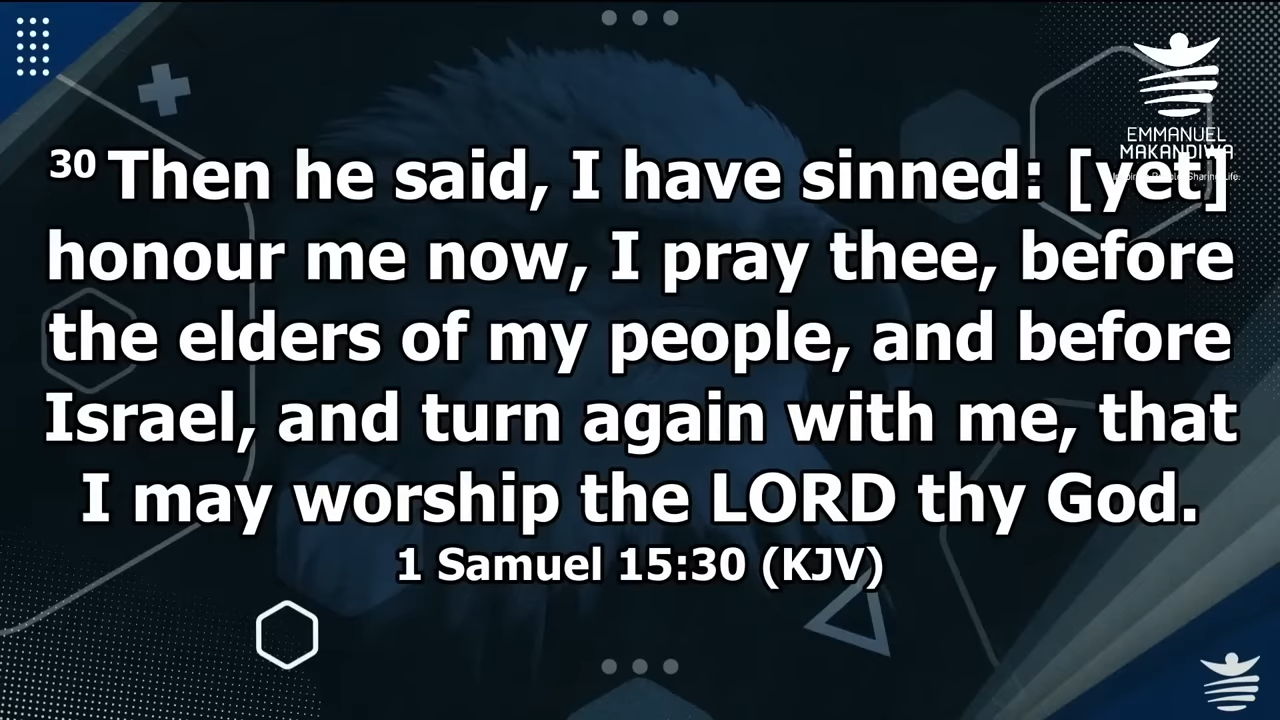 EMMANUEL
MAKANDIWA
30 Then he said, I have sinned: [yet]
honour me now, I pray thee, before
the elders of my people, and before
Israel, and turn again with me, that
I may worship the LORD thy God.
1 Samuel 15:30 (KJV)